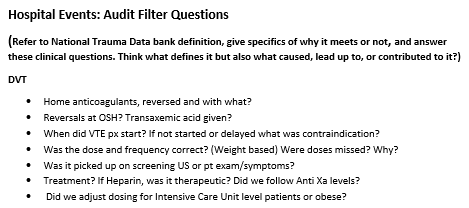 Hospital Events: Audit Filter Questions
(Refer to National Trauma Data bank definition, give specifics of why it meets or not, and answer
these clinical questions. Think what defines it but also what caused, lead up to, or contributed to it?)
DVT
• Home anticoagulants, reversed and with what?
• Reversals at OSH? Transaxemic acid given?
• When did VTE px start? If not started or delayed what was contraindication?
• Was the dose and frequency correct? (Weight based) Were doses missed? Why?
• Was it picked up on screening US or pt exam/symptoms?
• Treatment? If Heparin, was it therapeutic? Did we follow Anti Xa levels?
• Did we adjust dosing for Intensive Care Unit level patients or obese?